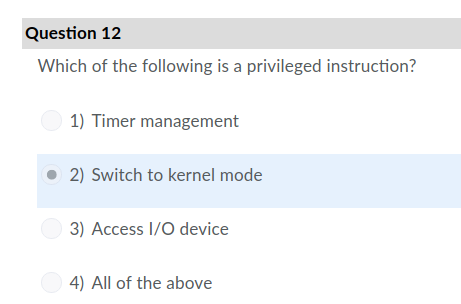 Question 12
Which of the following is a privileged instruction?
1) Timer management
2) Switch to kernel mode
3) Access I/O device
4) All of the above